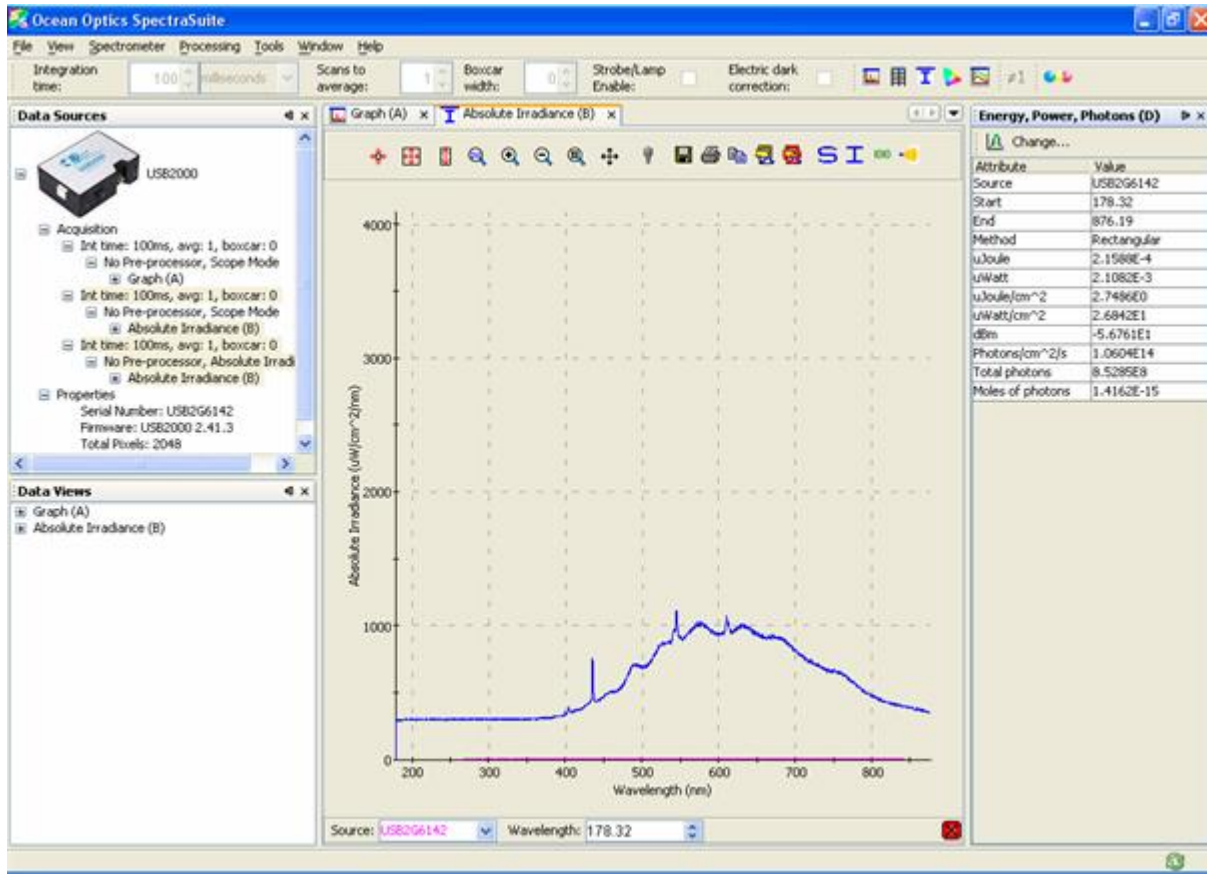 Ocean Optics SpectraSuite
File View Spectrometer Processing Tools Window Help
Integration time: 100 milliseconds Scans to average: 1 Boxcar width: 0 Strobe/Lamp Enable: Electric dark correction: ≠1
Data Sources
USB2000
Acquisition
Int time: 100ms, avg: 1, boxcar: 0
No Pre-processor, Scope Mode
Graph (A)
Int time: 100ms, avg: 1, boxcar: 0
No Pre-processor, Scope Mode
Absolute Irradiance (B)
Int time: 100ms, avg: 1, boxcar: 0
No Pre-processor, Absolute Irradi
Absolute Irradiance (B)
Properties
Serial Number: USB2G6142
Firmware: USB2000 2.41.3
Total Pixels: 2048
Data Views
Graph (A)
Absolute Irradiance (B)
Graph (A) Absolute Irradiance (B)
S I
4000
3000
2000
1000
0
Absolute Irradiance (uW/cm^2/nm)
200 300 400 500 600 700 800
Wavelength (nm)
Source: USB2G6142 Wavelength: 178.32
Energy, Power, Photons (D)
Change...
Attribute Value
Source USB2G6142
Start 178.32
End 876.19
Method Rectangular
uJoule 2.1588E-4
uWatt 2.1082E-3
uJoule/cm^2 2.7486E0
uWatt/cm^2 2.6842E1
dBm -5.6761E1
Photons/cm^2/s 1.0604E14
Total photons 8.5285E8
Moles of photons 1.4162E-15